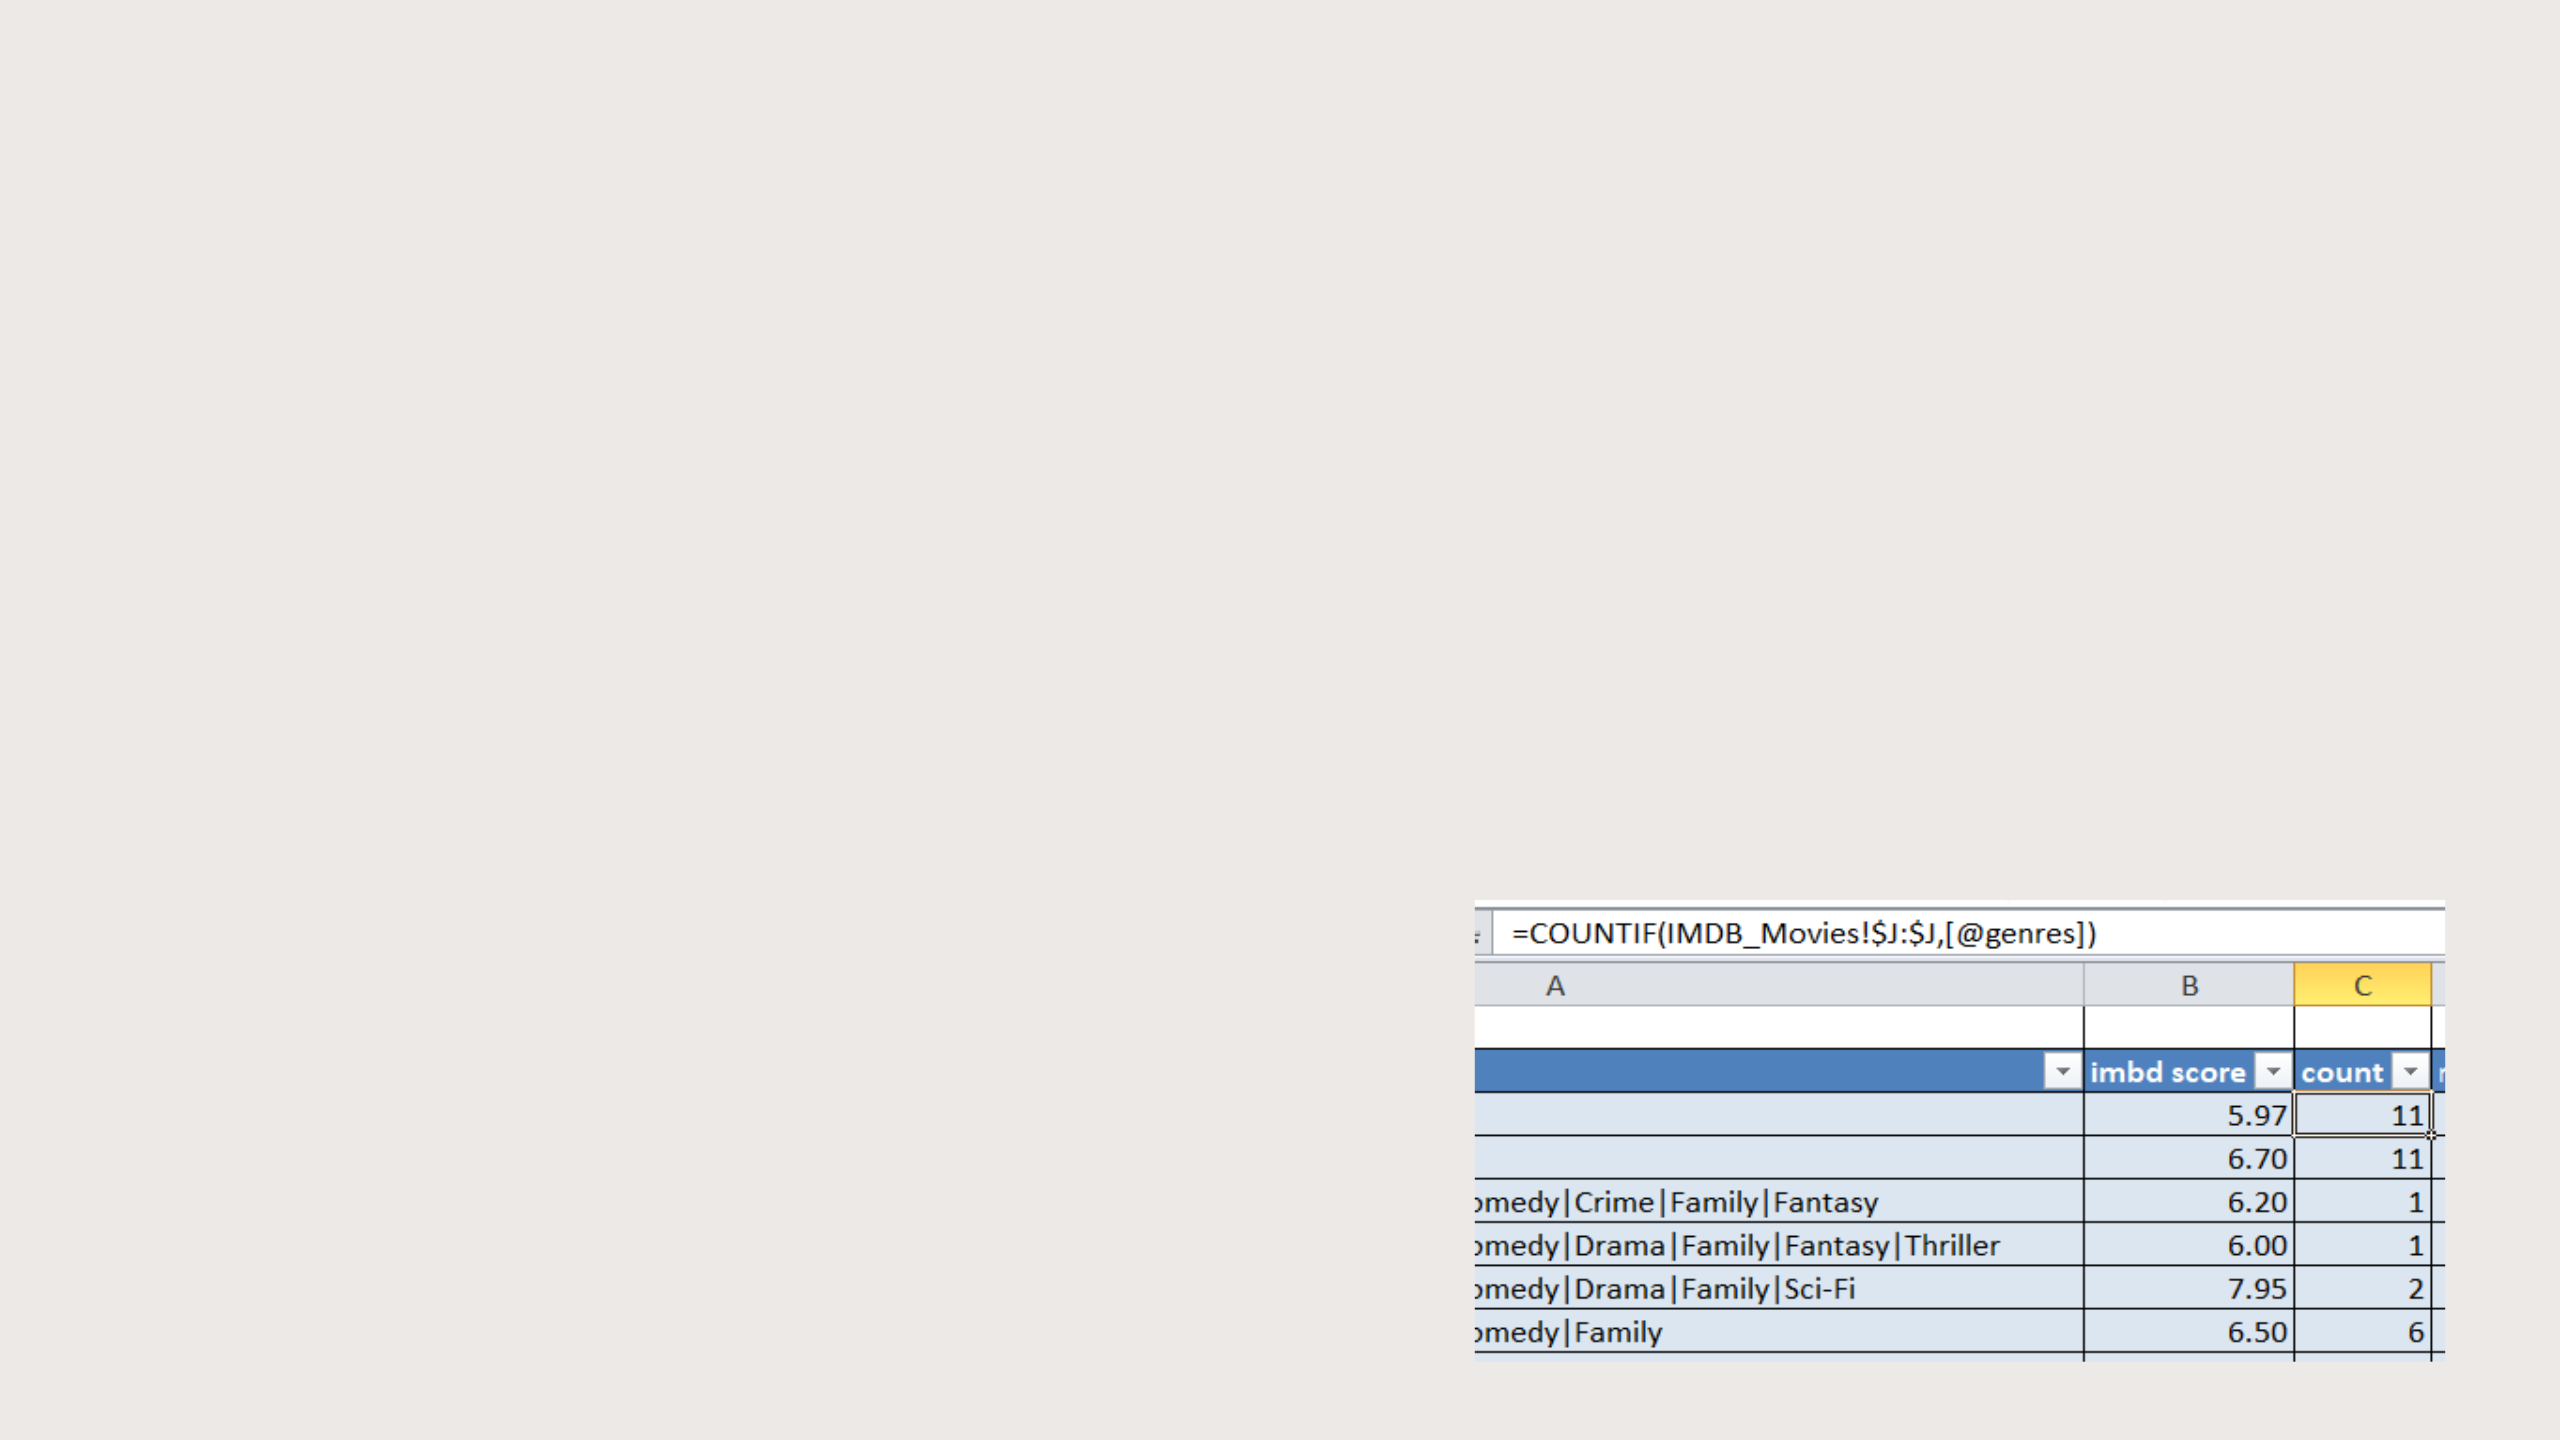 =COUNTIF(IMDB_Movies!$J:$J,[@genres])
A B C
imbd score count
5.97 11
6.70 11
omedy|Crime|Family|Fantasy 6.20 1
omedy|Drama|Family|Fantasy|Thriller 6.00 1
omedy|Drama|Family|Sci-Fi 7.95 2
omedy|Family 6.50 6